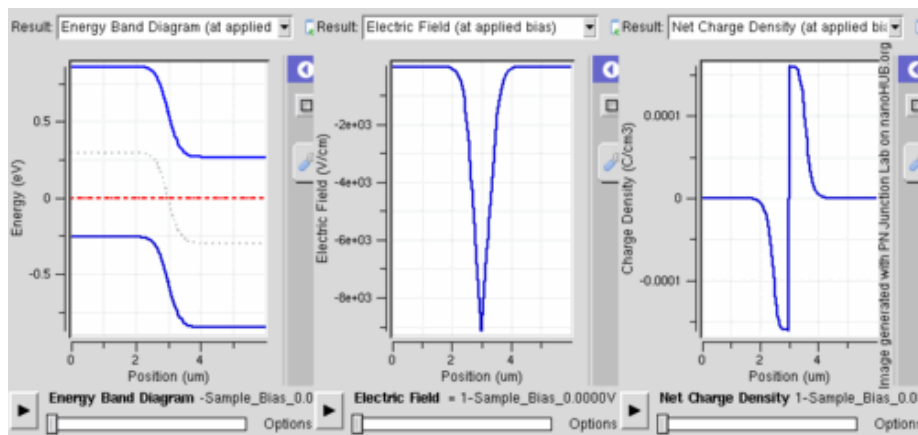 Result: Energy Band Diagram (at applied
Result: Electric Field (at applied bias)
Result: Net Charge Density (at applied bia
0.5
0
-0.5
Energy (eV)
0 2 4
Position (um)
-2e+03
-4e+03
-6e+03
-8e+03
Electric Field (V/cm)
0 2 4
Position (um)
0.0001
0
-0.0001
Charge Density (C/cm3)
0 2 4
Position (um)
Image generated with PN Junction Lab on nanoHUB.org
Energy Band Diagram -Sample_Bias_0.0
Options
Electric Field = 1-Sample_Bias_0.0000V
Options
Net Charge Density 1-Sample_Bias_0.0
Options